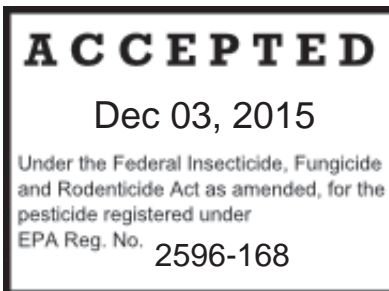 ACCEPTED
Dec 03, 2015
Under the Federal Insecticide, Fungicide
and Rodenticide Act as amended, for the
pesticide registered under
EPA Reg. No. 2596-168